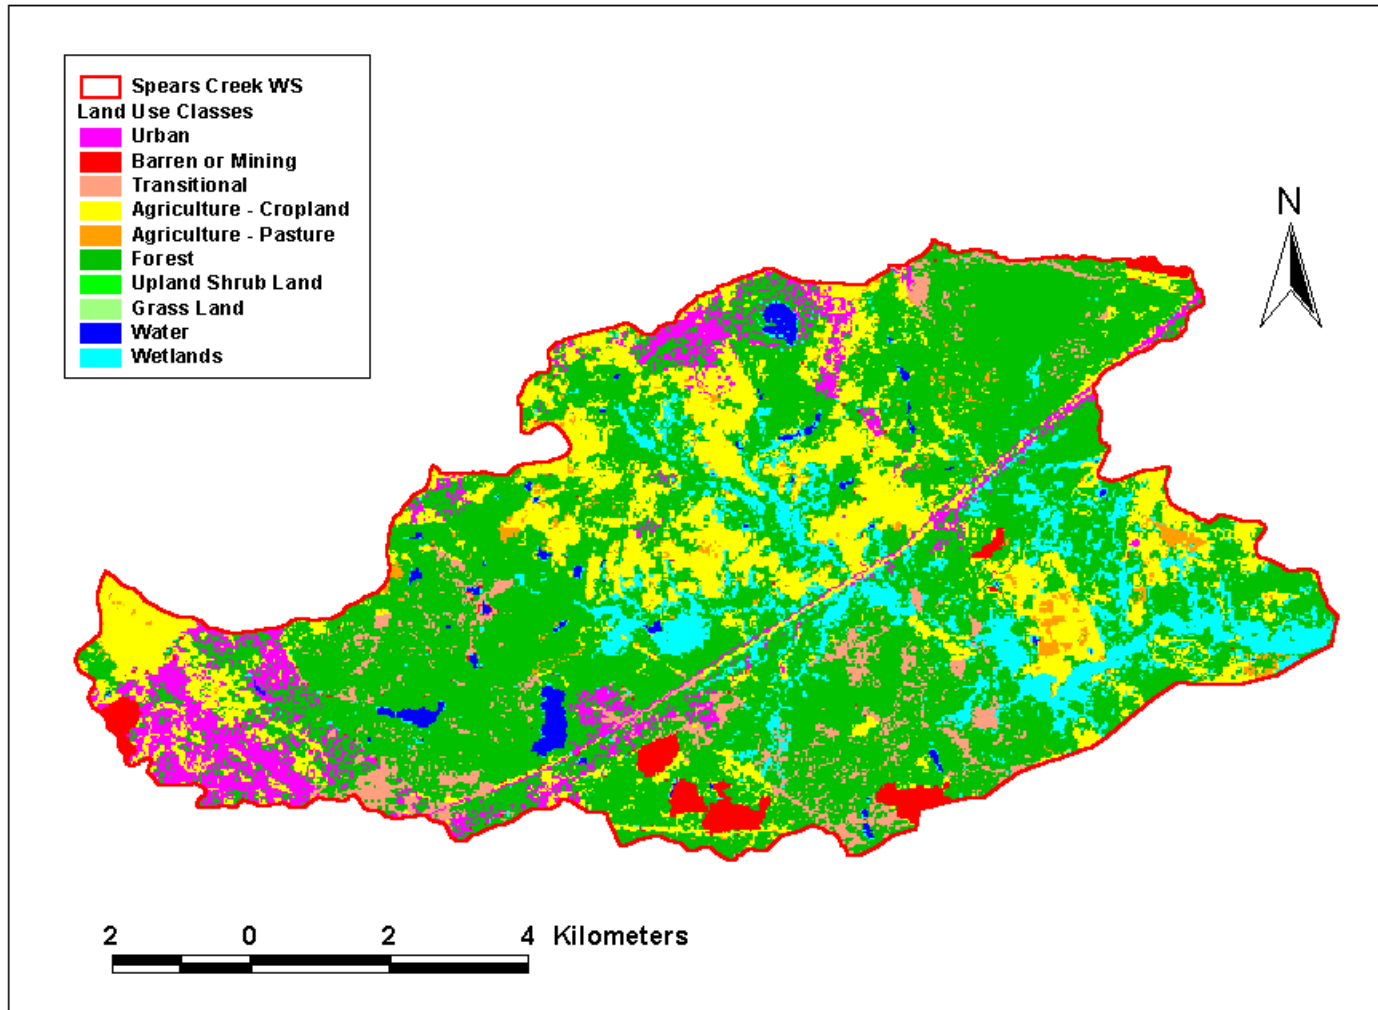 Spears Creek WS
Land Use Classes
Urban
Barren or Mining
Transitional
Agriculture - Cropland
Agriculture - Pasture
Forest
Upland Shrub Land
Grass Land
Water
Wetlands
N
2 0 2 4 Kilometers